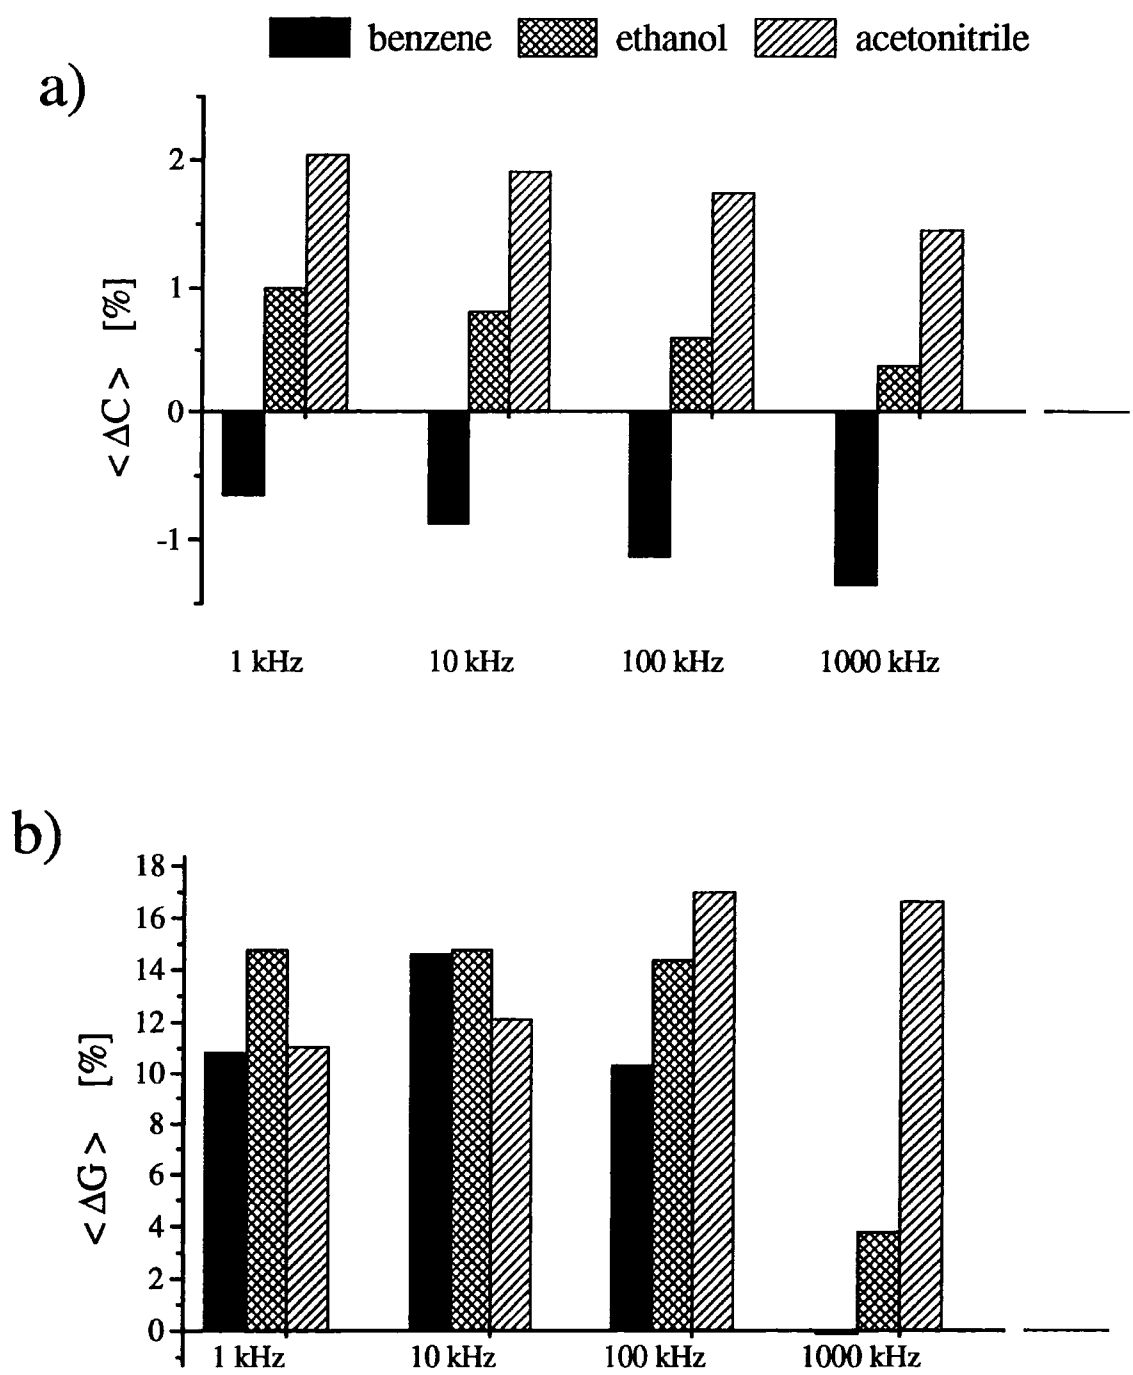 benzene ethanol acetonitrile
a)
2
1
0
-1
< ΔC > [%]
1 kHz 10 kHz 100 kHz 1000 kHz
b)
18
16
14
12
10
8
6
4
2
0
< ΔG > [%]
1 kHz 10 kHz 100 kHz 1000 kHz